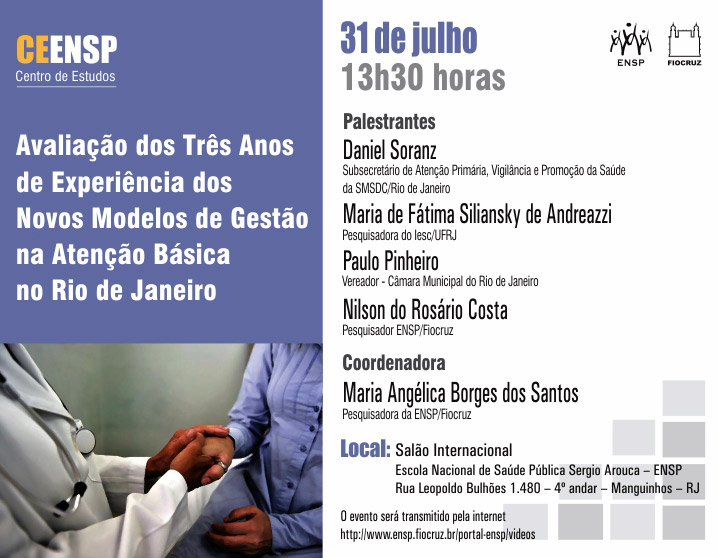 CEENSP
Centro de Estudos
Avaliação dos Três Anos
de Experiência dos
Novos Modelos de Gestão
na Atenção Básica
no Rio de Janeiro
31 de julho
13h30 horas
ENSP
FIOCRUZ
Palestrantes
Daniel Soranz
Subsecretário de Atenção Primária, Vigilância e Promoção da Saúde
da SMSDC/Rio de Janeiro
Maria de Fátima Siliansky de Andreazzi
Pesquisadora do Iesc/UFRJ
Paulo Pinheiro
Vereador - Câmara Municipal do Rio de Janeiro
Nilson do Rosário Costa
Pesquisador ENSP/Fiocruz
Coordenadora
Maria Angélica Borges dos Santos
Pesquisadora da ENSP/Fiocruz
Local: Salão Internacional
Escola Nacional de Saúde Pública Sergio Arouca – ENSP
Rua Leopoldo Bulhões 1.480 – 4º andar – Manguinhos – RJ
O evento será transmitido pela internet
http://www.ensp.fiocruz.br/portal-ensp/videos